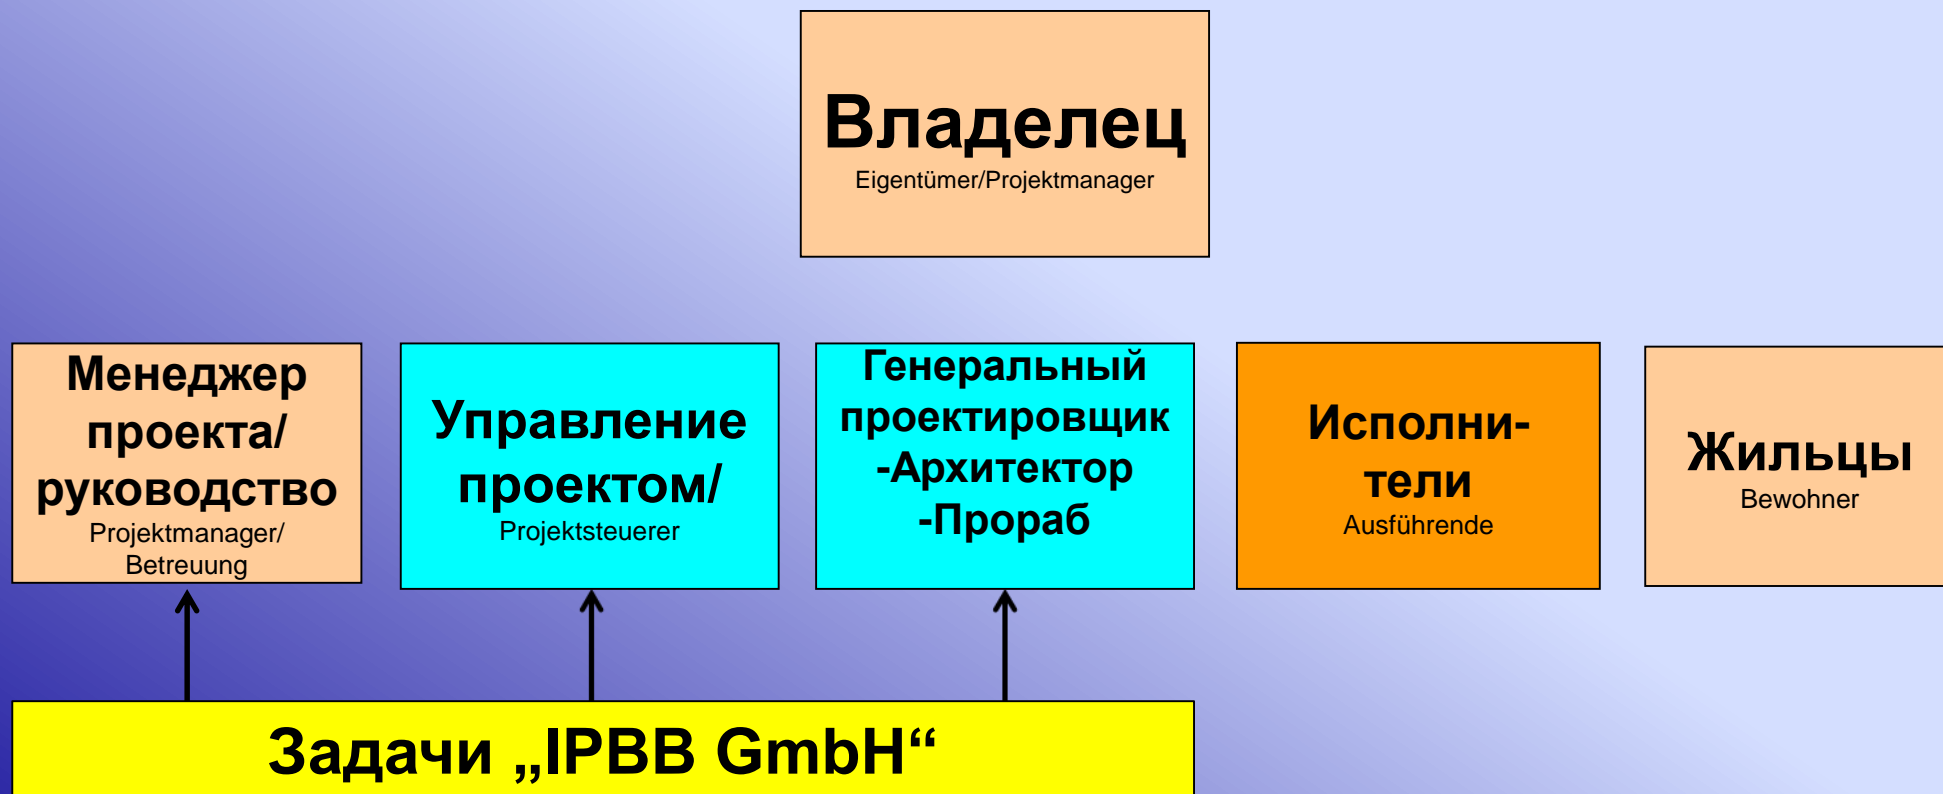 Владелец
Eigentümer/Projektmanager
Менеджер
проекта/
руководство
Projektmanager/
Betreuung
Управление
проектом/
Projektsteuerer
Генеральный
проектировщик
-Архитектор
-Прораб
Исполни-
тели
Ausführende
Жильцы
Bewohner
Задачи „IPBB GmbH“